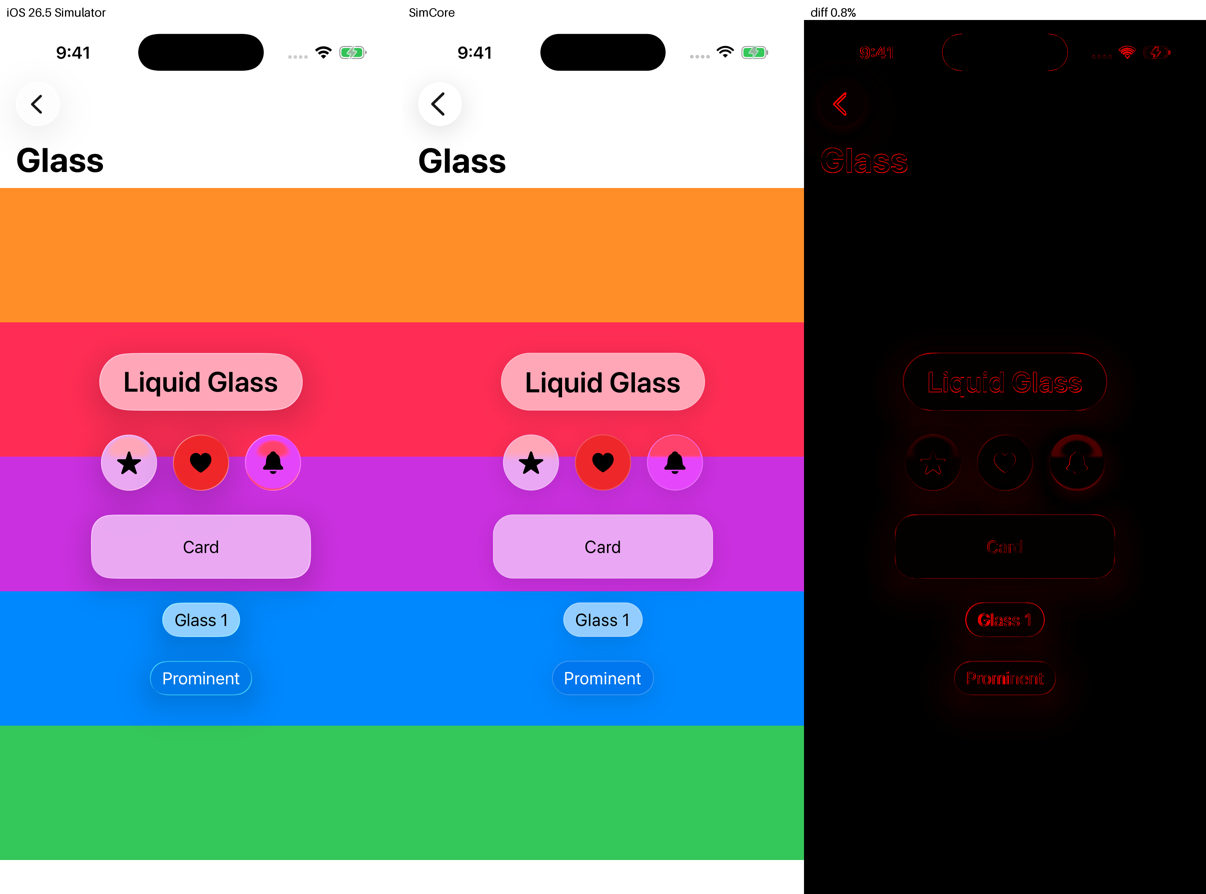 iOS 26.5 Simulator
SimCore
diff 0.8%
9:41
9:41
9:41
Glass
Glass
Glass
Liquid Glass
Liquid Glass
Liquid Glass
Card
Card
Card
Glass 1
Glass 1
Glass 1
Prominent
Prominent
Prominent